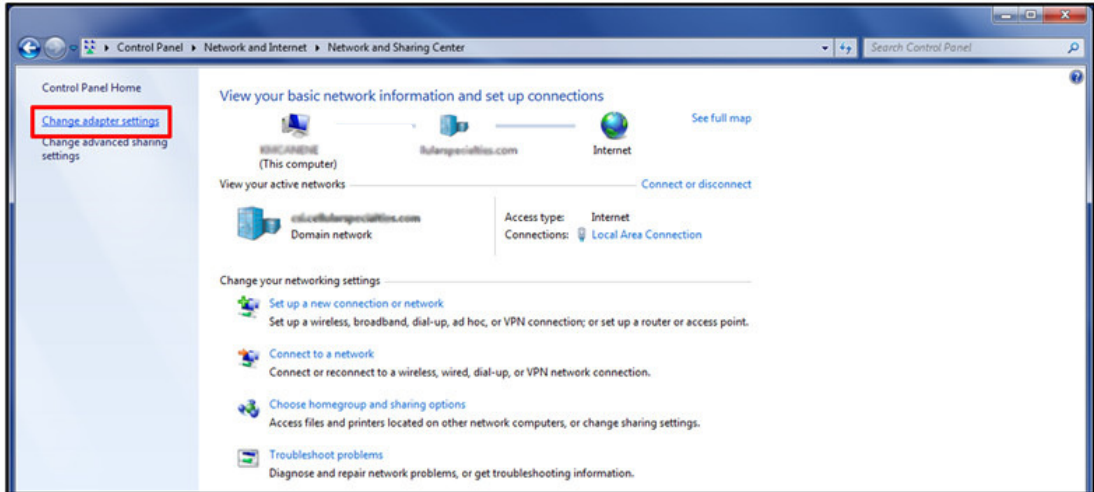 Control Panel ▸ Network and Internet ▸ Network and Sharing Center
Search Control Panel
Control Panel Home
Change adapter settings
Change advanced sharing
settings
View your basic network information and set up connections
See full map
(This computer)
Internet
View your active networks
Connect or disconnect
Domain network
Access type: Internet
Connections: Local Area Connection
Change your networking settings
Set up a new connection or network
Set up a wireless, broadband, dial-up, ad hoc, or VPN connection; or set up a router or access point.
Connect to a network
Connect or reconnect to a wireless, wired, dial-up, or VPN network connection.
Choose homegroup and sharing options
Access files and printers located on other network computers, or change sharing settings.
Troubleshoot problems
Diagnose and repair network problems, or get troubleshooting information.